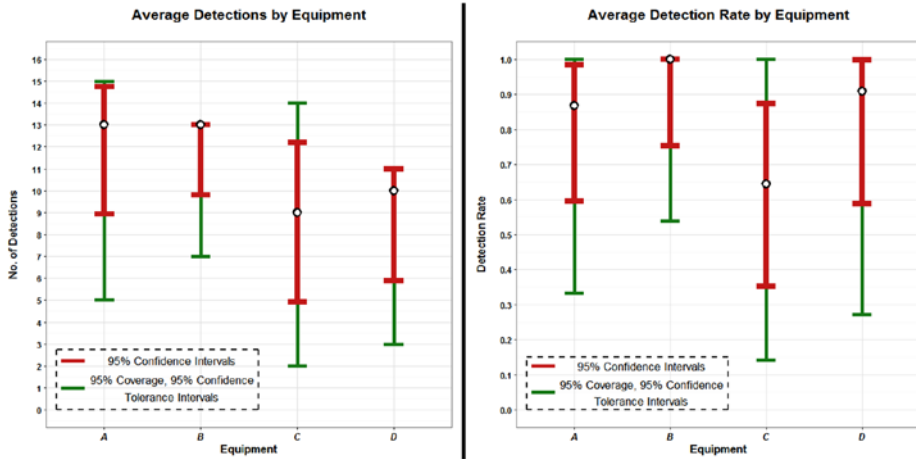 Average Detections by Equipment
No. of Detections
16
15
14
13
12
11
10
9
8
7
6
5
4
3
2
1
0
95% Confidence Intervals
95% Coverage, 95% Confidence
Tolerance Intervals
A B C D
Equipment
Average Detection Rate by Equipment
Detection Rate
1.0
0.9
0.8
0.7
0.6
0.5
0.4
0.3
0.2
0.1
0.0
95% Confidence Intervals
95% Coverage, 95% Confidence
Tolerance Intervals
A B C D
Equipment